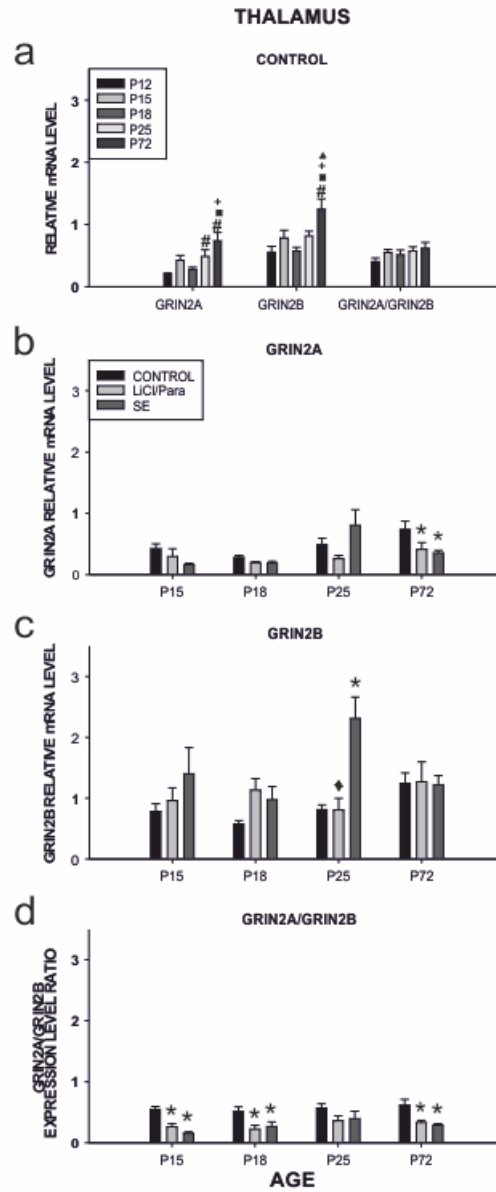 THALAMUS
a
CONTROL
RELATIVE mRNA LEVEL
3
2
1
0
P12
P15
P18
P25
P72
#
+
■
#
▲
+
■
#
GRIN2A
GRIN2B
GRIN2A/GRIN2B
b
GRIN2A
GRIN2A RELATIVE mRNA LEVEL
3
2
1
0
CONTROL
LiCl/Para
SE
* *
P15
P18
P25
P72
c
GRIN2B
GRIN2B RELATIVE mRNA LEVEL
3
2
1
0
♦
*
P15
P18
P25
P72
d
GRIN2A/GRIN2B
GRIN2A/GRIN2B
EXPRESSION LEVEL RATIO
3
2
1
0
* *
* *
* *
P15
P18
P25
P72
AGE